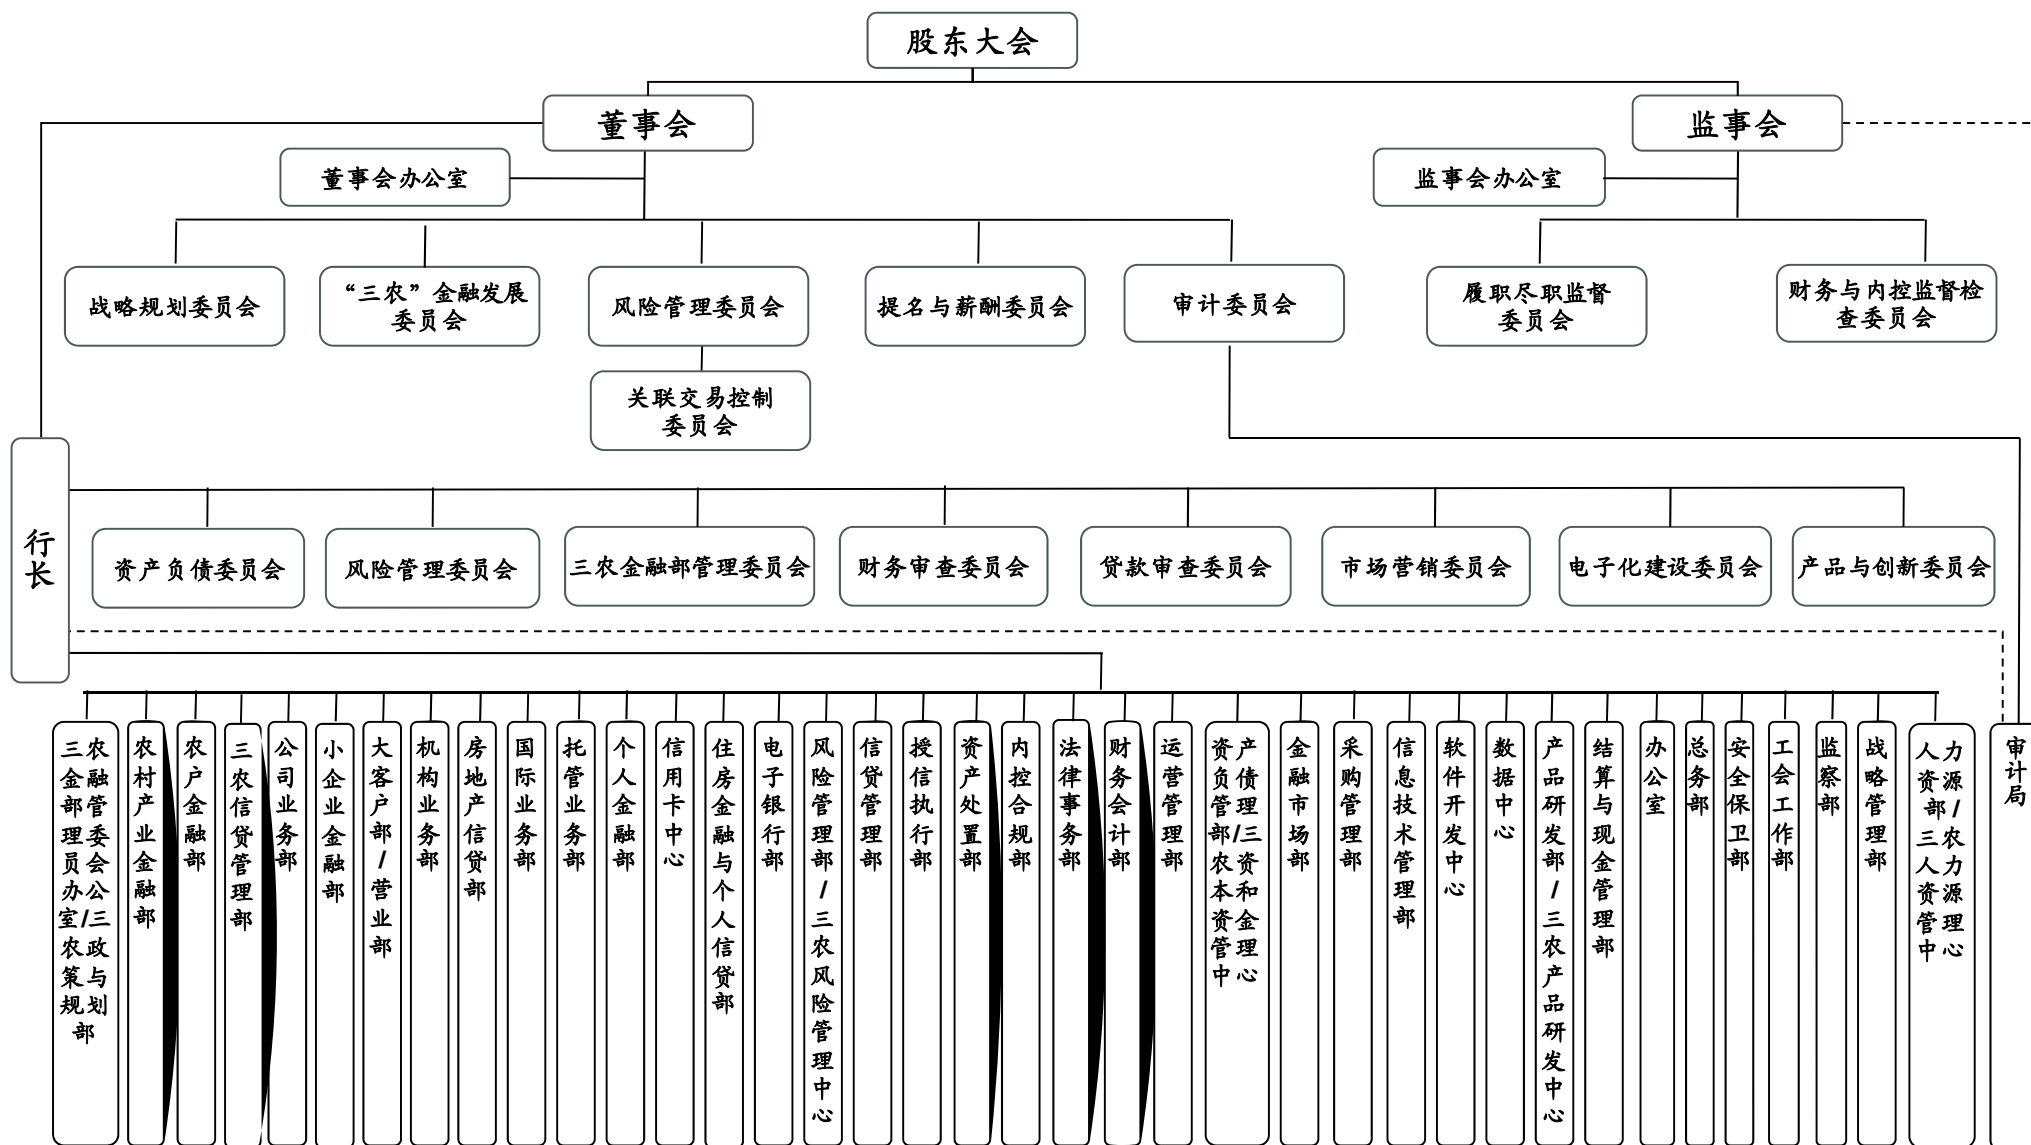 股东大会
董事会
监事会
董事会办公室
监事会办公室
战略规划委员会
“三农”金融发展
委员会
风险管理委员会
提名与薪酬委员会
审计委员会
履职尽职监督
委员会
财务与内控监督检
查委员会
关联交易控制
委员会
行长
资产负债委员会
风险管理委员会
三农金融部管理委员会
财务审查委员会
贷款审查委员会
市场营销委员会
电子化建设委员会
产品与创新委员会
三农金融部管理委员会办公室/三农政策与规划部
农村产业金融部
农户金融部
三农信贷管理部
公司业务部
小企业金融部
大客户部/营业部
机构业务部
房地产信贷部
国际业务部
托管业务部
个人金融部
信用卡中心
住房金融与个人信贷部
电子银行部
风险管理部/三农风险管理中心
信贷管理部
授信执行部
资产处置部
内控合规部
法律事务部
财务会计部
运营管理部
资产负债管理部/三农资本和资金管理中心
金融市场部
采购管理部
信息技术管理部
软件开发中心
数据中心
产品研发部/三农产品研发中心
结算与现金管理部
办公室
总务部
安全保卫部
工会工作部
监察部
战略管理部
人力资源部/三农人力资源管理中心
审计局